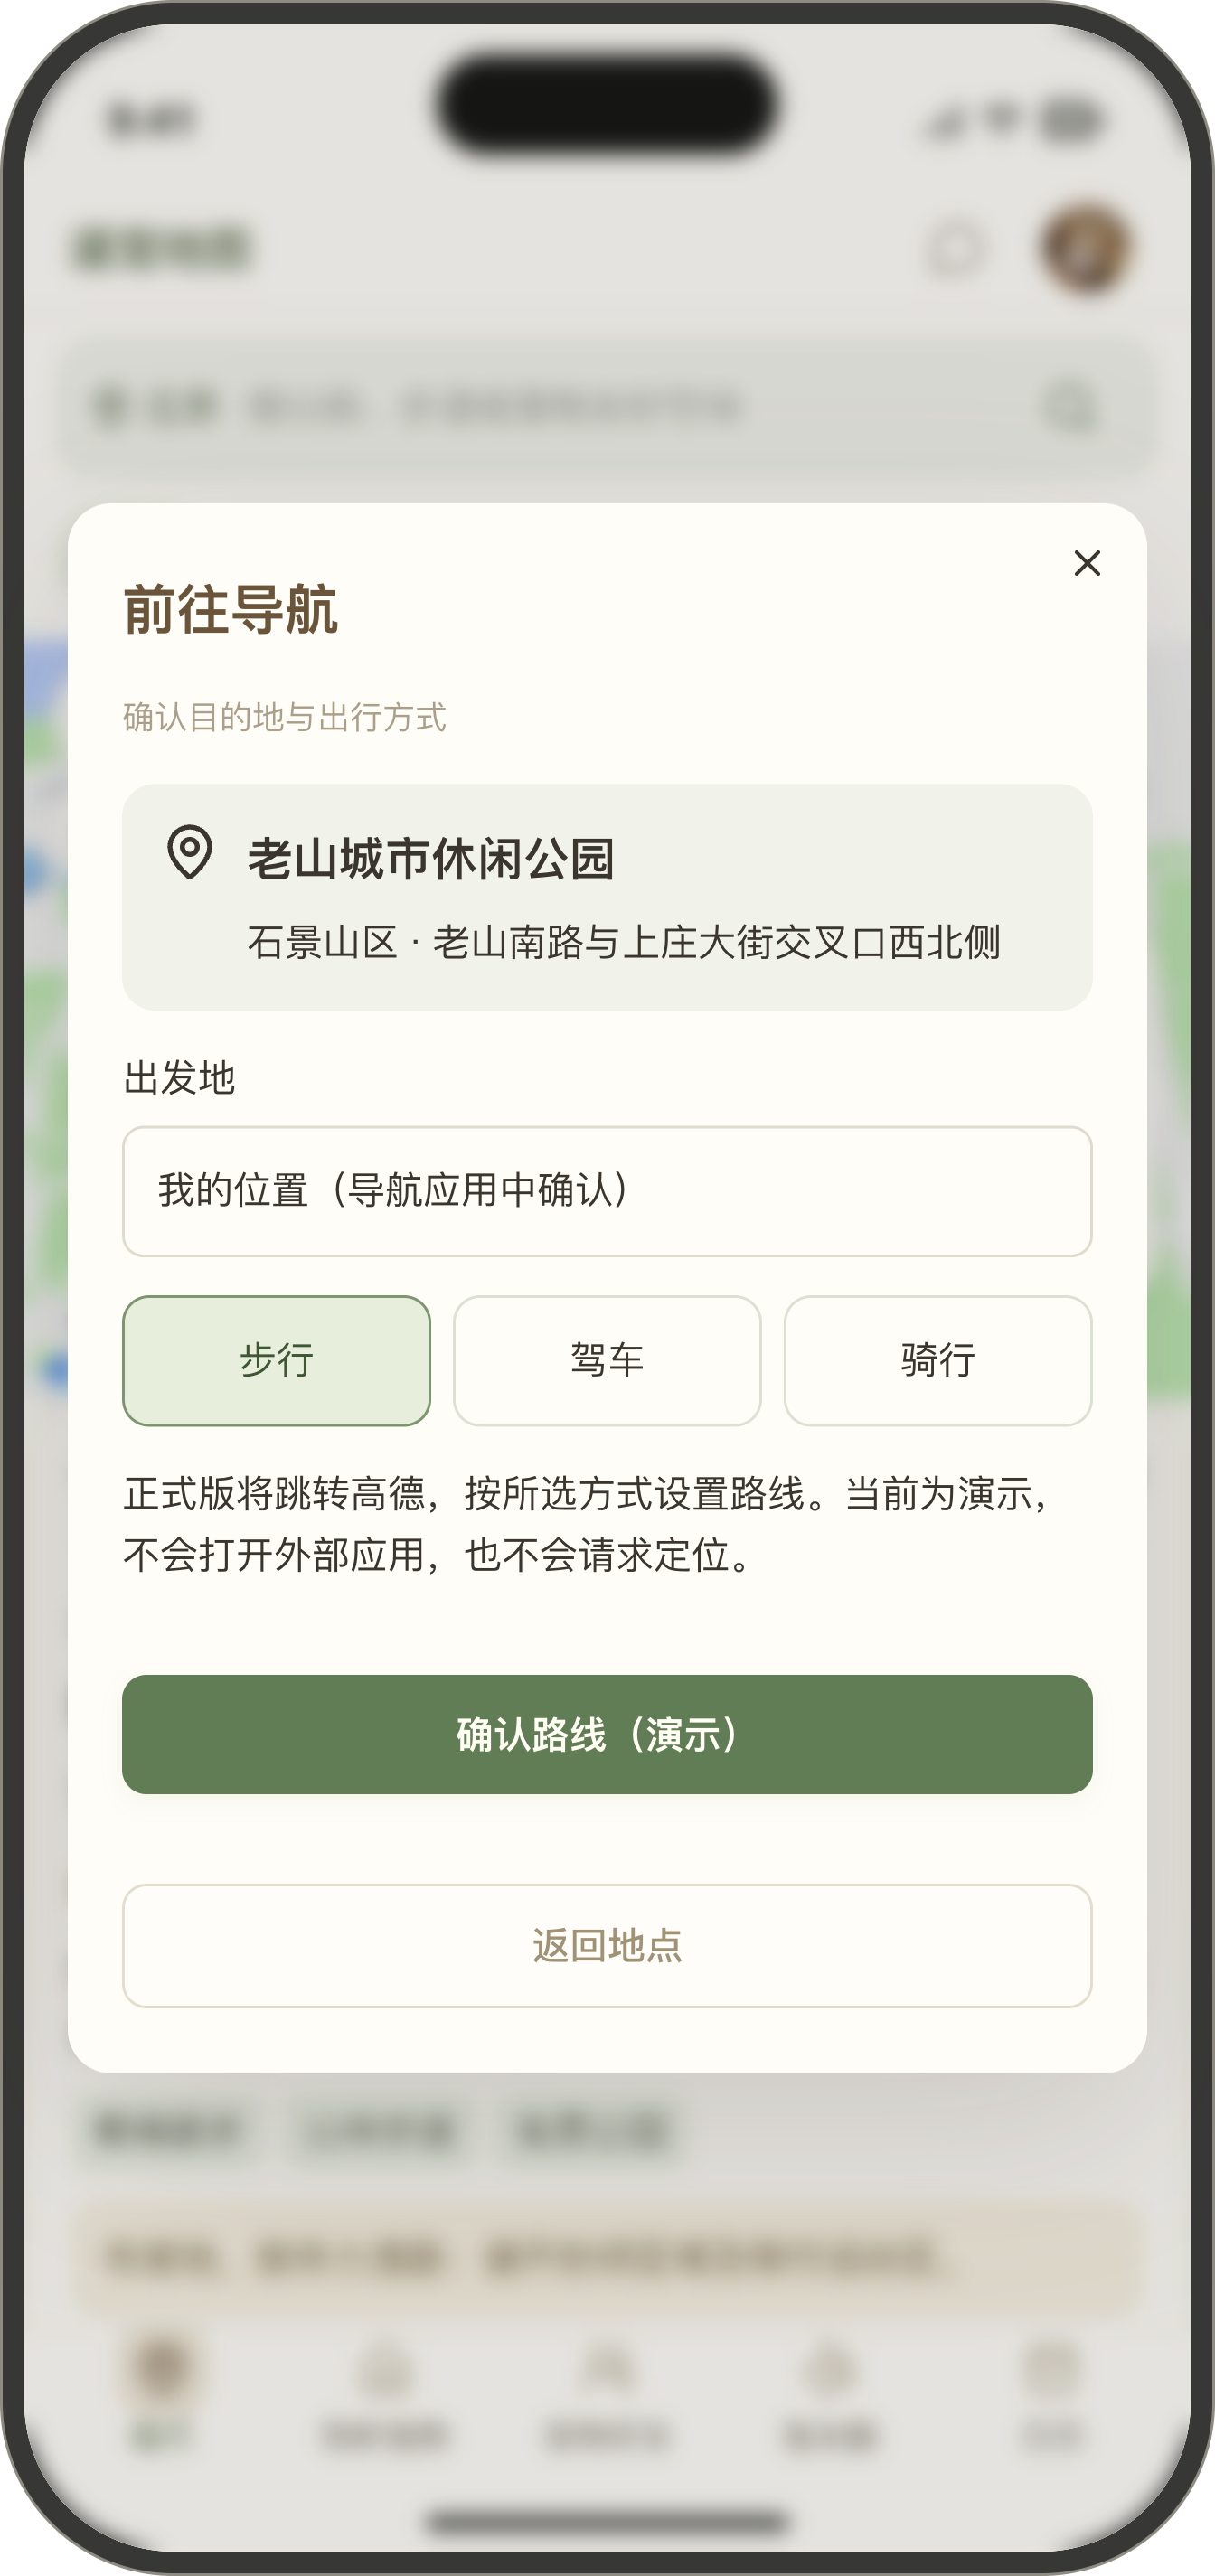 前往导航
确认目的地与出行方式
老山城市休闲公园
石景山区 · 老山南路与上庄大街交叉口西北侧
出发地
我的位置（导航应用中确认）
步行
驾车
骑行
正式版将跳转高德，按所选方式设置路线。当前为演示，
不会打开外部应用，也不会请求定位。
确认路线（演示）
返回地点